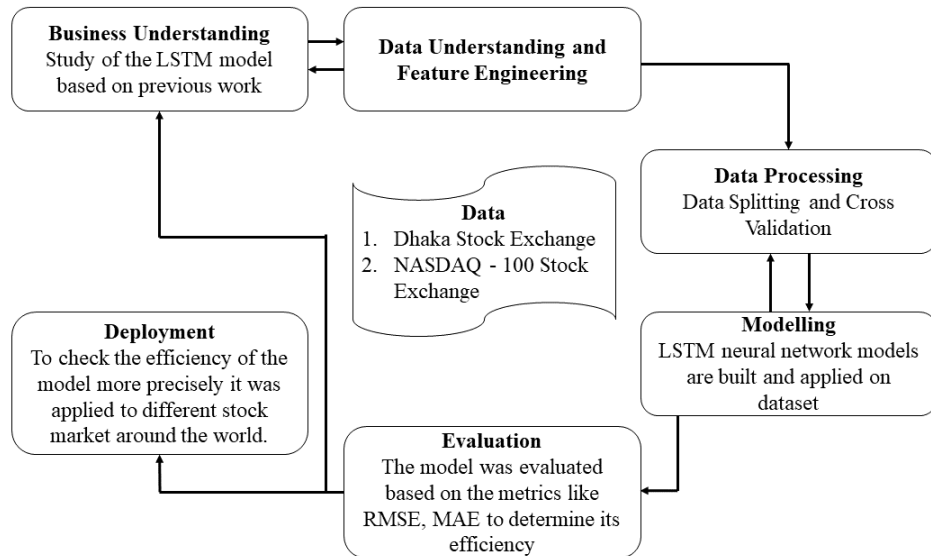 Business Understanding
Study of the LSTM model
based on previous work
Data Understanding and
Feature Engineering
Data Processing
Data Splitting and Cross
Validation
Data
1. Dhaka Stock Exchange
2. NASDAQ - 100 Stock
Exchange
Modelling
LSTM neural network models
are built and applied on
dataset
Deployment
To check the efficiency of the
model more precisely it was
applied to different stock
market around the world.
Evaluation
The model was evaluated
based on the metrics like
RMSE, MAE to determine its
efficiency